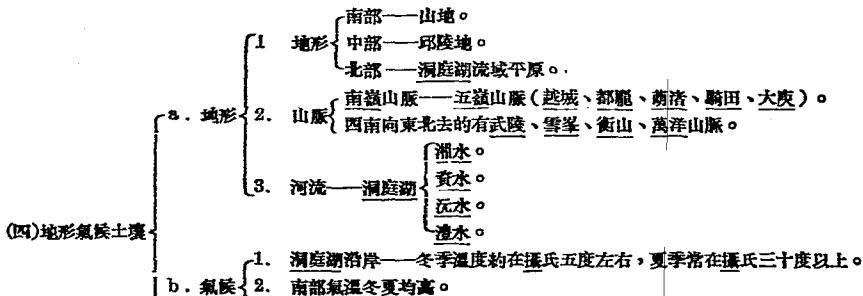 南部——山地。
1 地形 中部——邱陵地。
北部——洞庭湖流域平原。
a．地形 2. 山脈 南嶺山脈——五嶺山脈（越城、都龐、萌渚、騎田、大庾）。
西南向東北去的有武陵、雪峯、衡山、萬洋山脈。
湘水。
資水。
3. 河流——洞庭湖
沅水。
澧水。
(四)地形氣候土壤
1. 洞庭湖沿岸——冬季溫度約在攝氏五度左右，夏季常在攝氏三十度以上。
b．氣候 2. 南部氣溫冬夏均高。